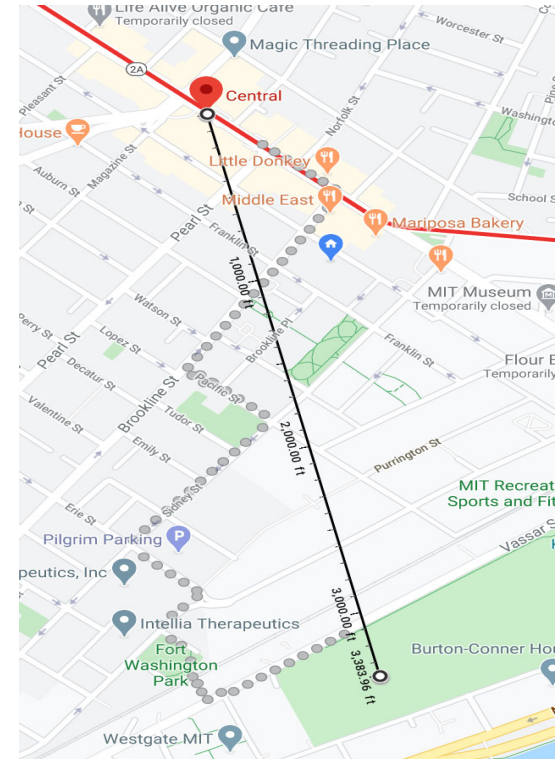 Life Alive Organic Cafe
Temporarily closed
Worcester St
Magic Threading Place
2A
Pleasant St
Central
Norfolk St
Washingto
House
Little Donkey
Magazine St
Auburn St
School S
Middle East
Mariposa Bakery
Pearl St
Franklin St
1,000.00 ft
MIT Museum
Temporarily closed
Watson St
Brookline Pl
Franklin St
Perry St
Lopez St
Pearl St
Flour B
Temporarily
Decatur St
Pacific St
Brookline St
Valentine St
Tudor St
2,000.00 ft
Emily St
Purrington St
MIT Recreat
Sports and Fit
Sidney St
Erie St
Vassar S
Pilgrim Parking
P
peutics, Inc
3,000.00 ft
Intellia Therapeutics
Fort
Washington
Park
3,383.96 ft
Burton-Conner Hou
Westgate MIT